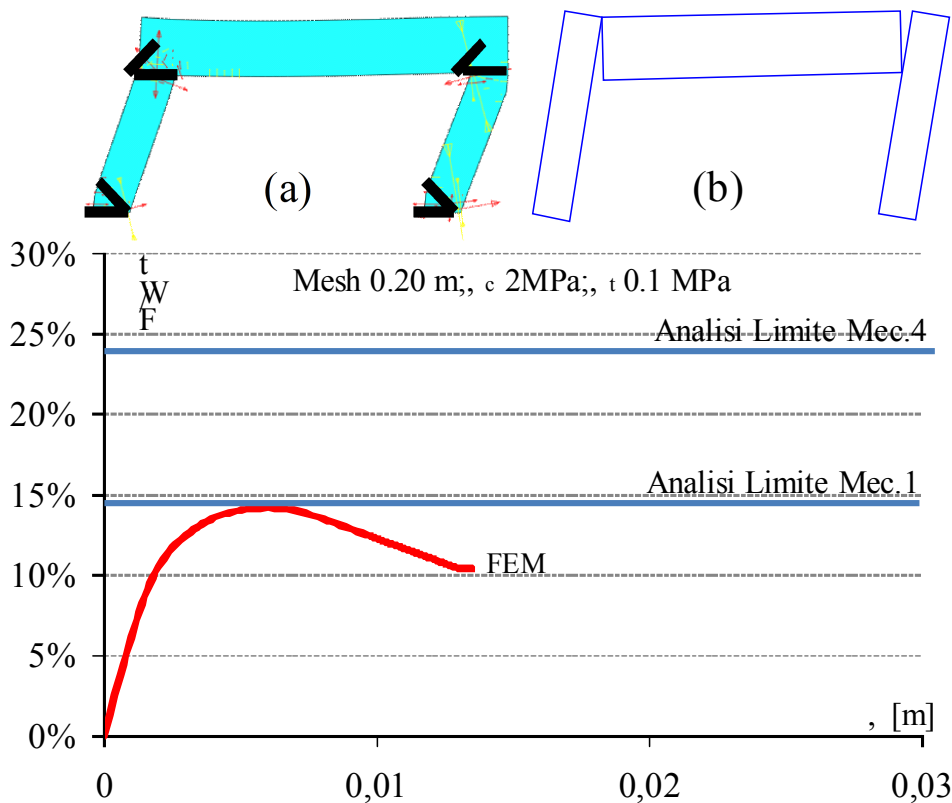 (a)
(b)
30%
25%
20%
15%
10%
5%
0%
t
W
F
Mesh 0.20 m;, c 2MPa;, t 0.1 MPa
Analisi Limite Mec.4
Analisi Limite Mec.1
FEM
, [m]
0
0,01
0,02
0,03